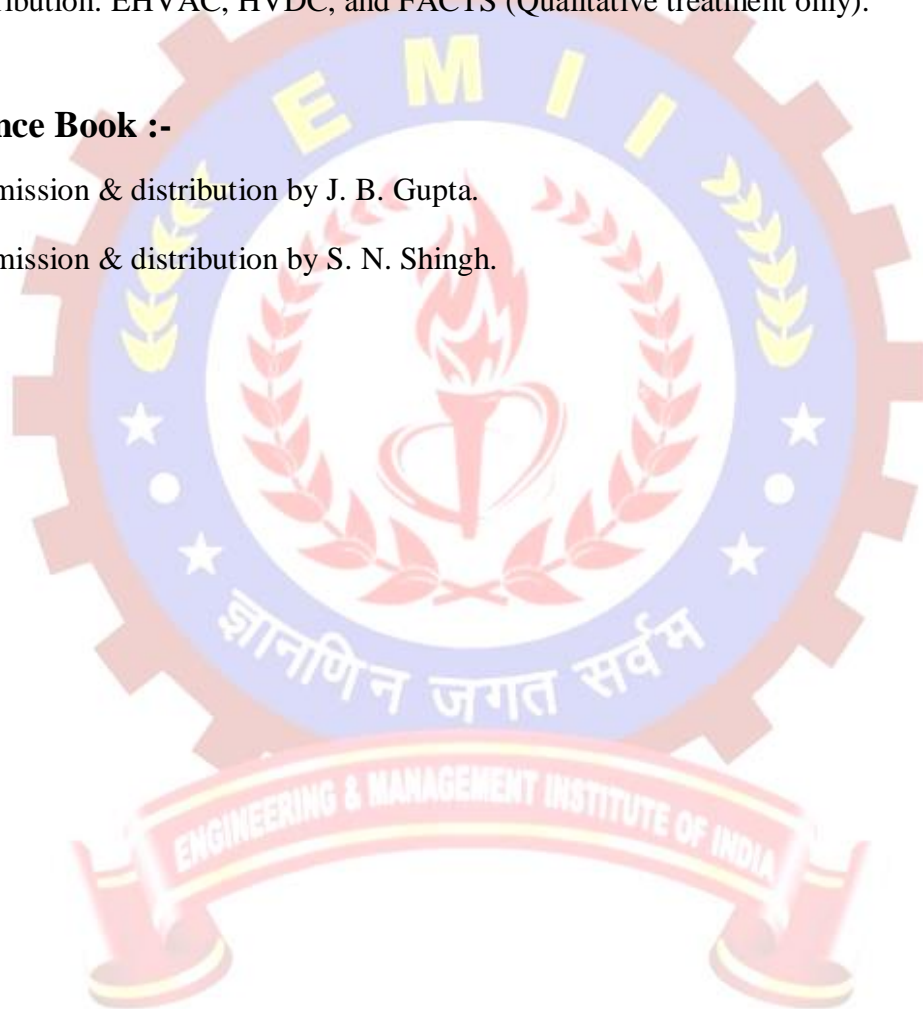 ribution. EHVAC, HVDC, and FACTS (Qualitative treatment only).
nce Book :-
mission & distribution by J. B. Gupta.
mission & distribution by S. N. Shingh.
E M I I
ज्ञानणिन जगत सर्वम
ENGINEERING & MANAGEMENT INSTITUTE OF INDIA